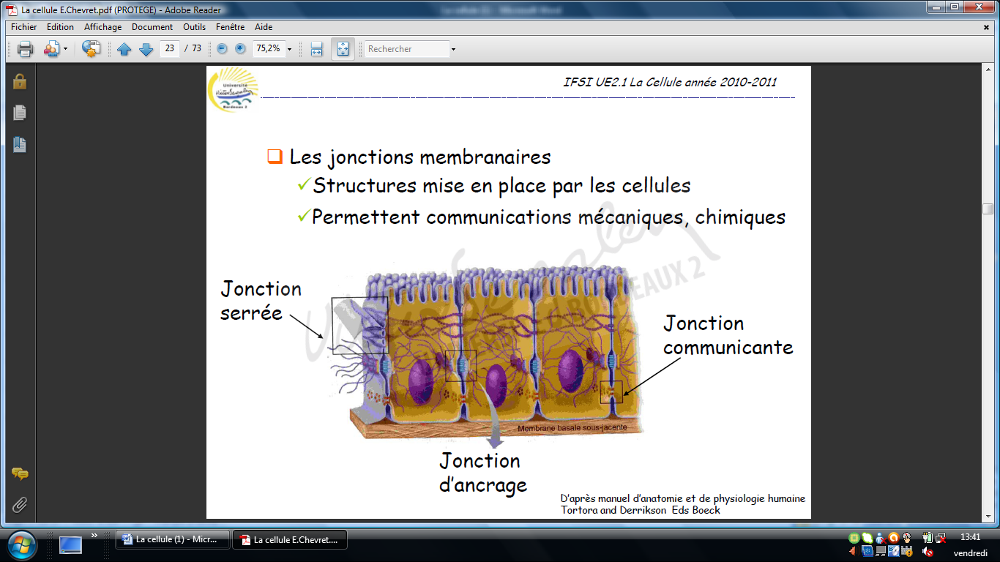 La cellule E.Chevret.pdf (PROTEGE) - Adobe Reader
Fichier Edition Affichage Document Outils Fenêtre Aide
23 / 73 75,2% Rechercher
Université
Victor Segalen
Bordeaux 2
IFSI UE2.1 La Cellule année 2010-2011
Les jonctions membranaires
Structures mise en place par les cellules
Permettent communications mécaniques, chimiques
BORDEAUX 2
Jonction
serrée
Jonction
communicante
Membrane basale sous-jacente
Jonction
d'ancrage
D'après manuel d'anatomie et de physiologie humaine
Tortora and Derrikson Eds Boeck
La cellule (1) - Micr...
La cellule E.Chevret....
13:41
vendredi